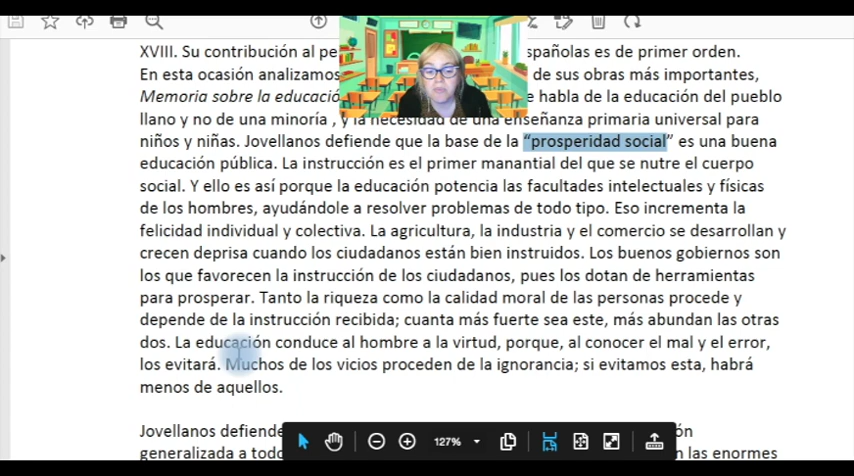 XVIII. Su contribución al españolas es de primer orden.
En esta ocasión analizamos de sus obras más importantes,
Memoria sobre la educació habla de la educación del pueblo
llano y no de una minoría , y la necesidad de una enseñanza primaria universal para
niños y niñas. Jovellanos defiende que la base de la “prosperidad social” es una buena
educación pública. La instrucción es el primer manantial del que se nutre el cuerpo
social. Y ello es así porque la educación potencia las facultades intelectuales y físicas
de los hombres, ayudándole a resolver problemas de todo tipo. Eso incrementa la
felicidad individual y colectiva. La agricultura, la industria y el comercio se desarrollan y
crecen deprisa cuando los ciudadanos están bien instruidos. Los buenos gobiernos son
los que favorecen la instrucción de los ciudadanos, pues los dotan de herramientas
para prosperar. Tanto la riqueza como la calidad moral de las personas procede y
depende de la instrucción recibida; cuanta más fuerte sea este, más abundan las otras
dos. La educación conduce al hombre a la virtud, porque, al conocer el mal y el error,
los evitará. Muchos de los vicios proceden de la ignorancia; si evitamos esta, habrá
menos de aquellos.
Jovellanos defiende
generalizada a todo las enormes
127%